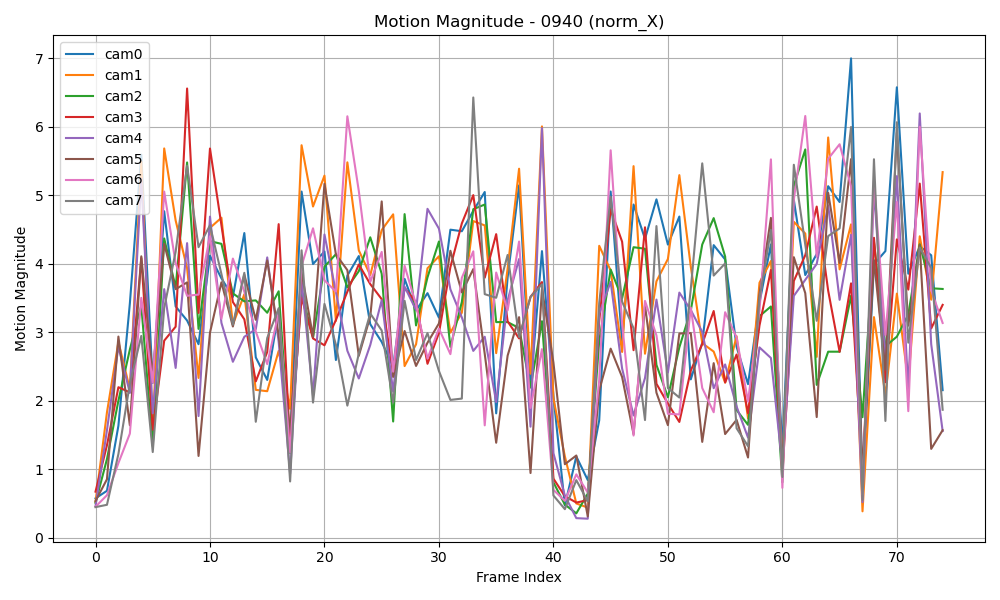 Motion Magnitude - 0940 (norm_X)
cam0
cam1
cam2
cam3
cam4
cam5
cam6
cam7
Motion Magnitude
7
6
5
4
3
2
1
0
0 10 20 30 40 50 60 70
Frame Index